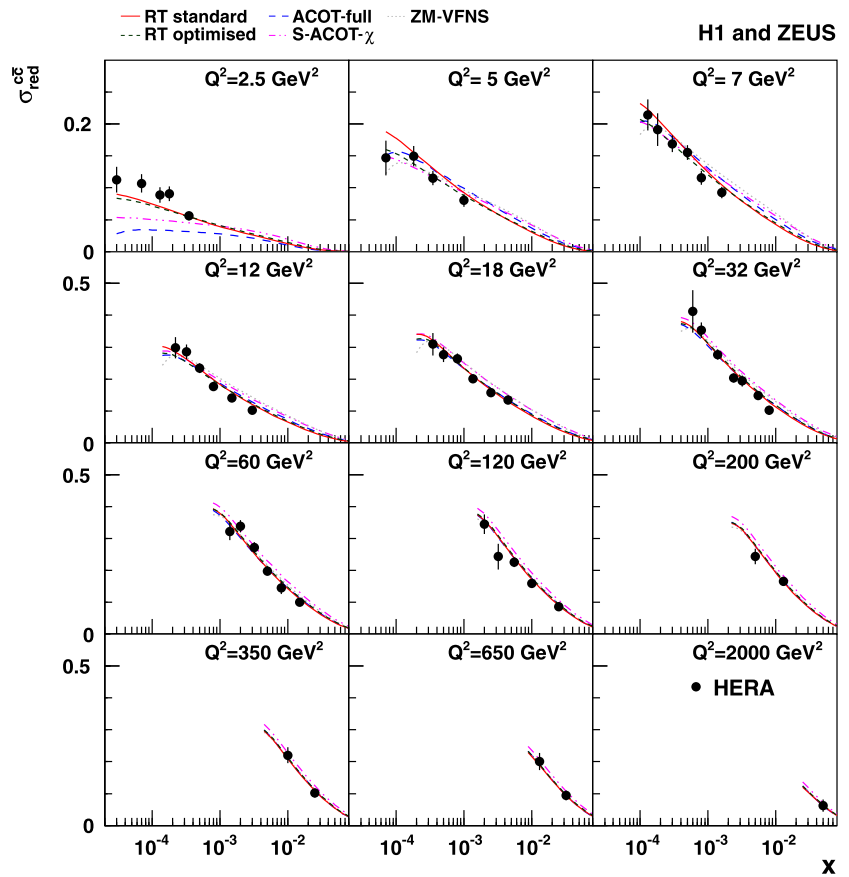 RT standard ACOT-full ZM-VFNS
RT optimised S-ACOT-χ
H1 and ZEUS
σ_red^cc̄
Q²=2.5 GeV² Q²= 5 GeV² Q²= 7 GeV²
0.2
0
Q²=12 GeV² Q²=18 GeV² Q²=32 GeV²
0.5
0
Q²=60 GeV² Q²=120 GeV² Q²=200 GeV²
0.5
0
Q²=350 GeV² Q²=650 GeV² Q²=2000 GeV²
0.5
HERA
0
10⁻⁴ 10⁻³ 10⁻² 10⁻⁴ 10⁻³ 10⁻² 10⁻⁴ 10⁻³ 10⁻²
x